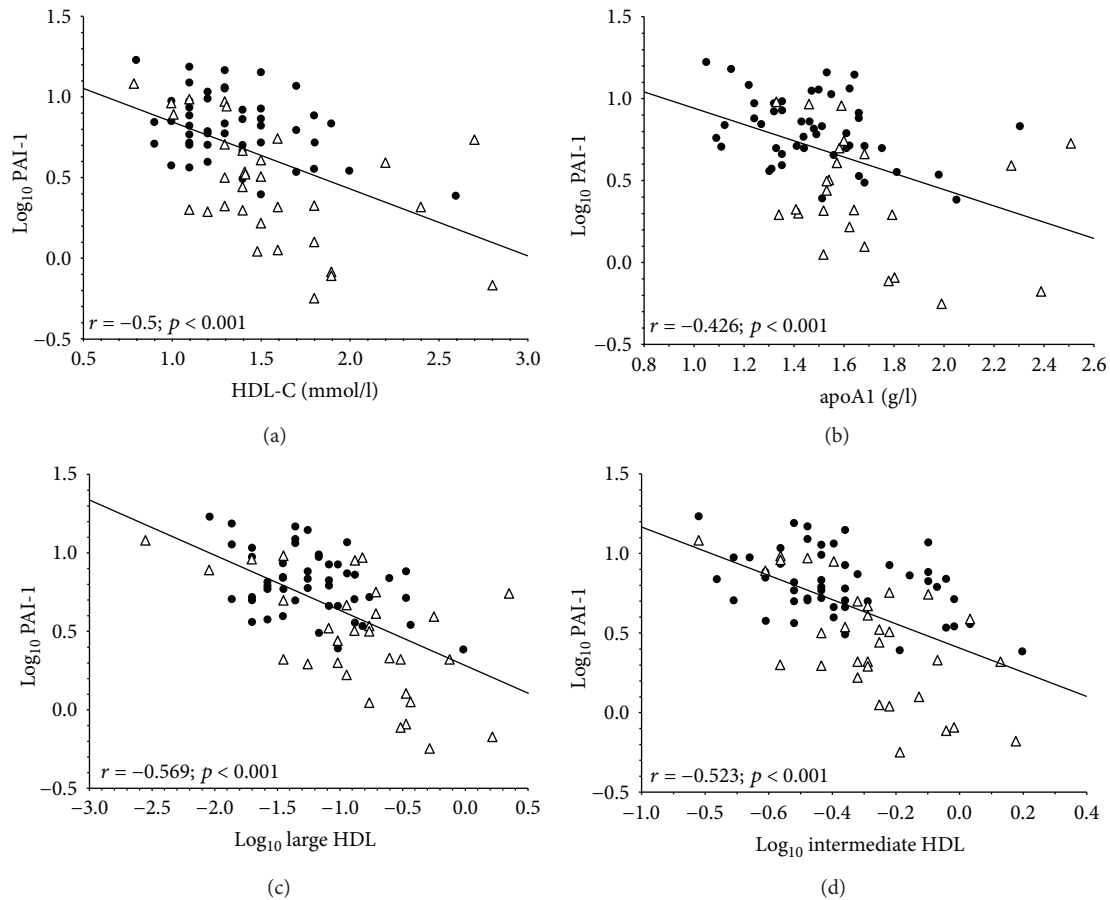 1.5
1.0
0.5
0.0
−0.5
Log10 PAI-1
r = −0.5; p < 0.001
0.5 1.0 1.5 2.0 2.5 3.0
HDL-C (mmol/l)
(a)
1.5
1.0
0.5
0.0
−0.5
Log10 PAI-1
r = −0.426; p < 0.001
0.8 1.0 1.2 1.4 1.6 1.8 2.0 2.2 2.4 2.6
apoA1 (g/l)
(b)
1.5
1.0
0.5
0.0
−0.5
Log10 PAI-1
r = −0.569; p < 0.001
−3.0 −2.5 −2.0 −1.5 −1.0 −0.5 0.0 0.5
Log10 large HDL
(c)
1.5
1.0
0.5
0.0
−0.5
Log10 PAI-1
r = −0.523; p < 0.001
−1.0 −0.8 −0.6 −0.4 −0.2 0.0 0.2 0.4
Log10 intermediate HDL
(d)